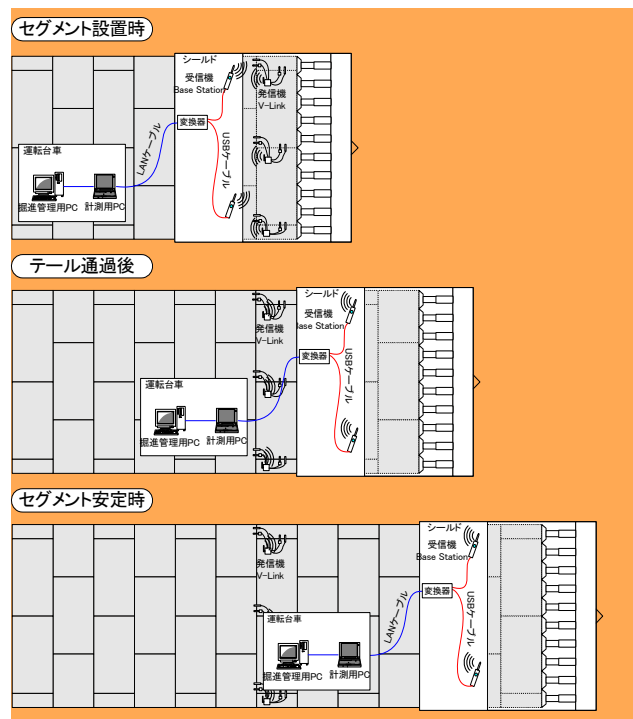 セグメント設置時
シールド
受信機
Base Station
発信機
V-Link
変換器
LANケーブル
USBケーブル
運転台車
掘進管理用PC
計測用PC
テール通過後
シールド
受信機
Base Station
発信機
V-Link
変換器
USBケーブル
運転台車
掘進管理用PC
計測用PC
セグメント安定時
シールド
受信機
Base Station
発信機
V-Link
変換器
LANケーブル
USBケーブル
運転台車
掘進管理用PC
計測用PC